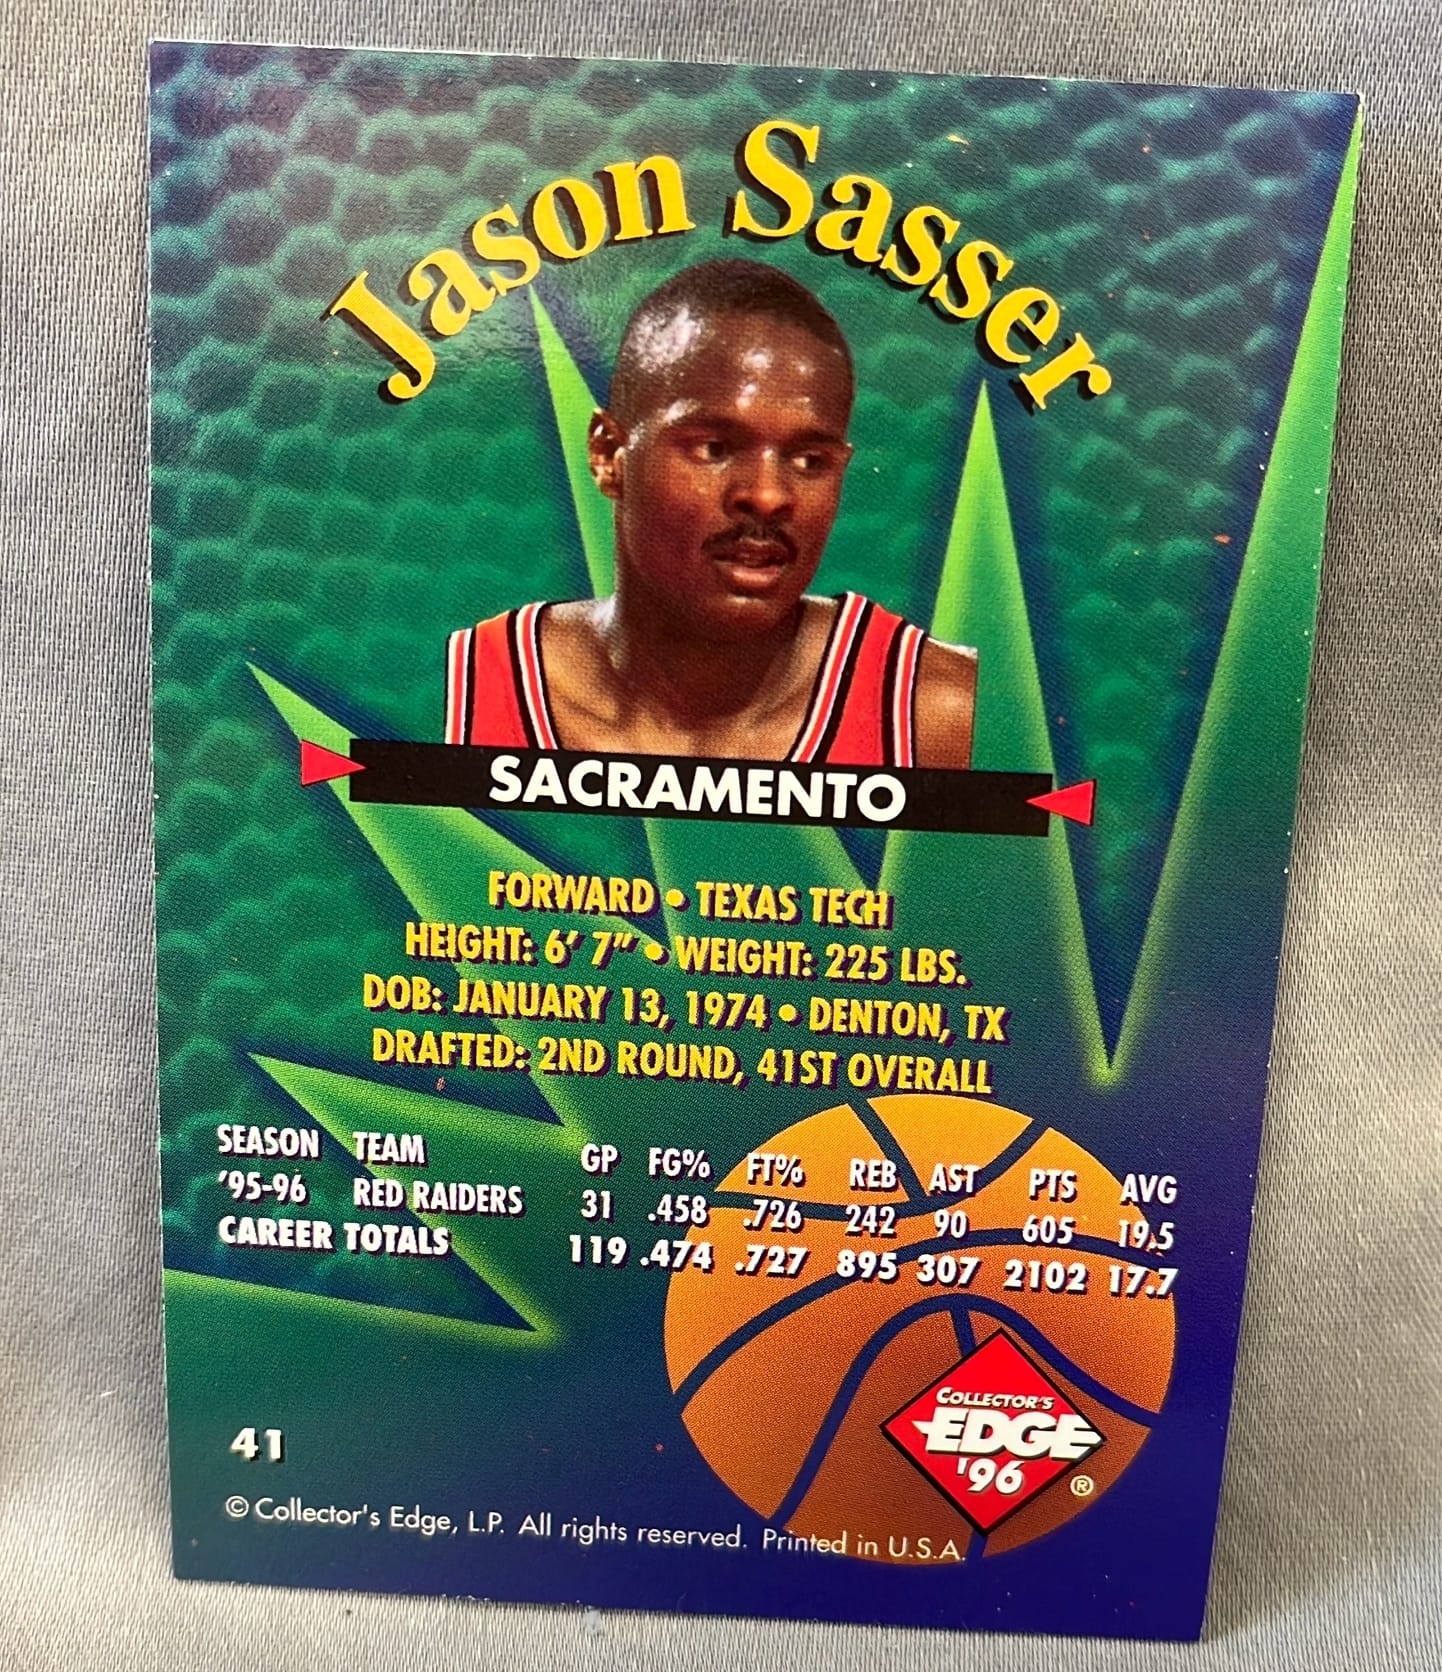 Jason Sasser
SACRAMENTO
FORWARD • TEXAS TECH
HEIGHT: 6' 7" • WEIGHT: 225 LBS.
DOB: JANUARY 13, 1974 • DENTON, TX
DRAFTED: 2ND ROUND, 41ST OVERALL
SEASON TEAM GP FG% FT% REB AST PTS AVG
'95-96 RED RAIDERS 31 .458 .726 242 90 605 19.5
CAREER TOTALS 119 .474 .727 895 307 2102 17.7
COLLECTOR'S
EDGE
'96
®
41
© Collector's Edge, L.P. All rights reserved. Printed in U.S.A.